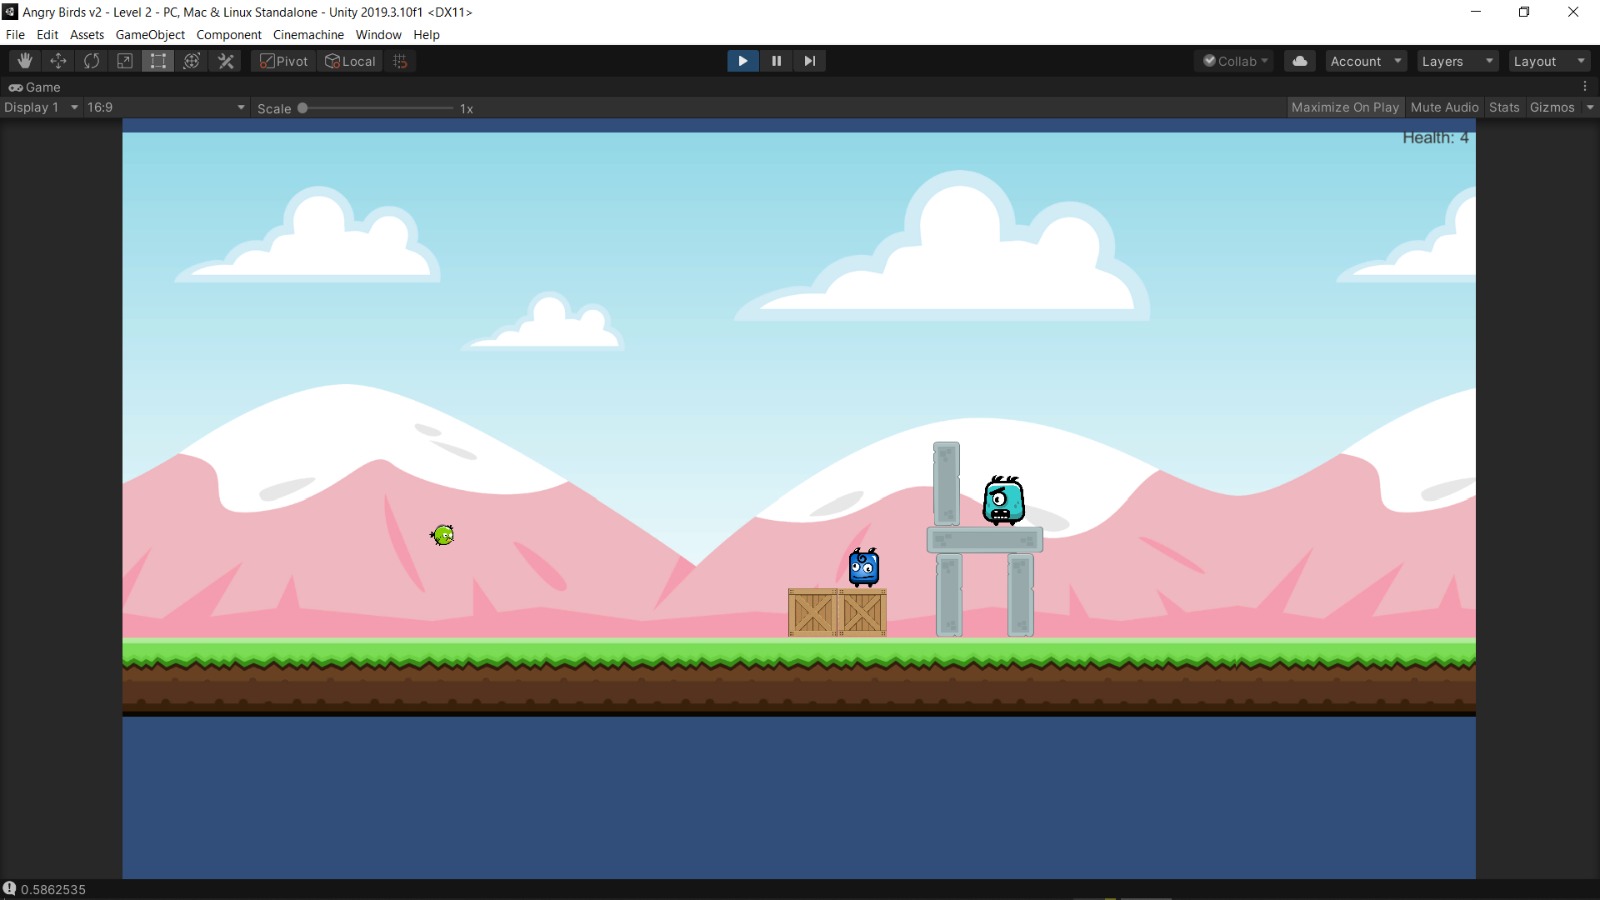 Angry Birds v2 - Level 2 - PC, Mac & Linux Standalone - Unity 2019.3.10f1 <DX11>
File Edit Assets GameObject Component Cinemachine Window Help
Pivot Local Collab Account Layers Layout
Game
Display 1 16:9 Scale 1x Maximize On Play Mute Audio Stats Gizmos
Health: 4
0.5862535